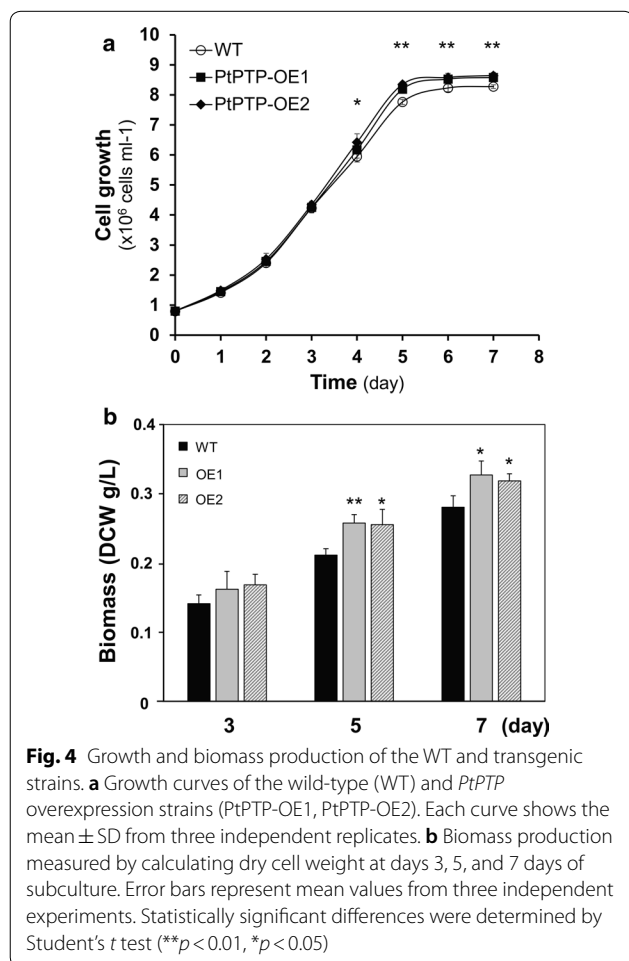 a
WT
PtPTP-OE1
PtPTP-OE2
*
**
**
**
Cell growth
(x10⁶ cells ml-1)
10
9
8
7
6
5
4
3
2
1
0
0 1 2 3 4 5 6 7 8
Time (day)
b
WT
OE1
OE2
** *
* *
Biomass (DCW g/L)
0.4
0.3
0.2
0.1
0
3 5 7 (day)
Fig. 4 Growth and biomass production of the WT and transgenic
strains. a Growth curves of the wild-type (WT) and PtPTP
overexpression strains (PtPTP-OE1, PtPTP-OE2). Each curve shows the
mean ± SD from three independent replicates. b Biomass production
measured by calculating dry cell weight at days 3, 5, and 7 days of
subculture. Error bars represent mean values from three independent
experiments. Statistically significant differences were determined by
Student's t test (**p < 0.01, *p < 0.05)